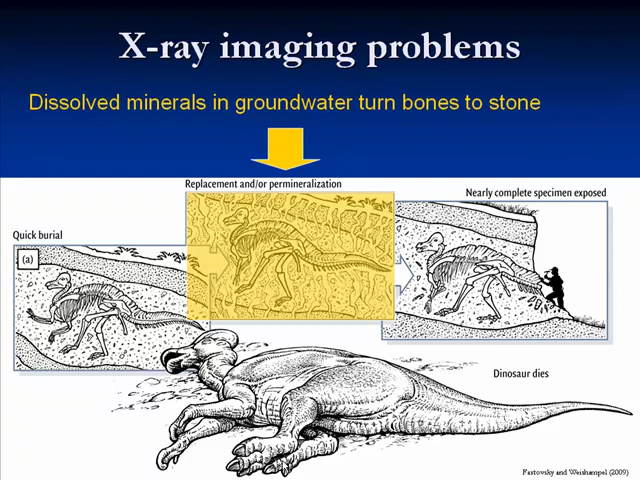 X-ray imaging problems
Dissolved minerals in groundwater turn bones to stone
Replacement and/or permineralization
Nearly complete specimen exposed
Quick burial
(a)
Dinosaur dies
Fastovsky and Weishampel (2009)